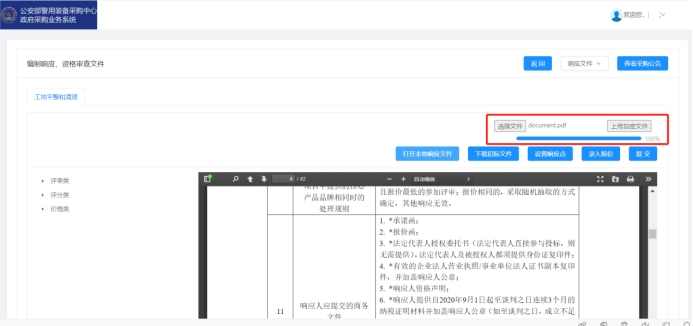 公安部警用装备采购中心
政府采购业务系统
欢迎您，
编制响应、资格审查文件
返 回
响应文件
查看采购公告
工地平整和清理
选择文件 document.pdf 上传加密文件
100%
打开本地响应文件 下载招标文件 设置响应点 录入报价 提 交
评审类
评分类
价格类
4 / 42
自动缩放
产品品牌相同时的
处理规则
且报价最低的参加评审；报价相同的，采取随机抽取的方式
确定，其他响应无效。
11
响应人应提交的商务
文件
1. *承诺函；
2. *报价函；
3. *法定代表人授权委托书（法定代表人直接参与投标，则
无需提供），法定代表人及被授权人都须提供身份证复印件；
4. *有效的企业法人营业执照/事业单位法人证书副本复印
件，并加盖响应人公章；
5. *响应人资格声明；
6. *响应人提供自2020年9月1日起至谈判之日连续3个月的
纳税证明材料并加盖响应人公章（如至谈判之日，成立不足